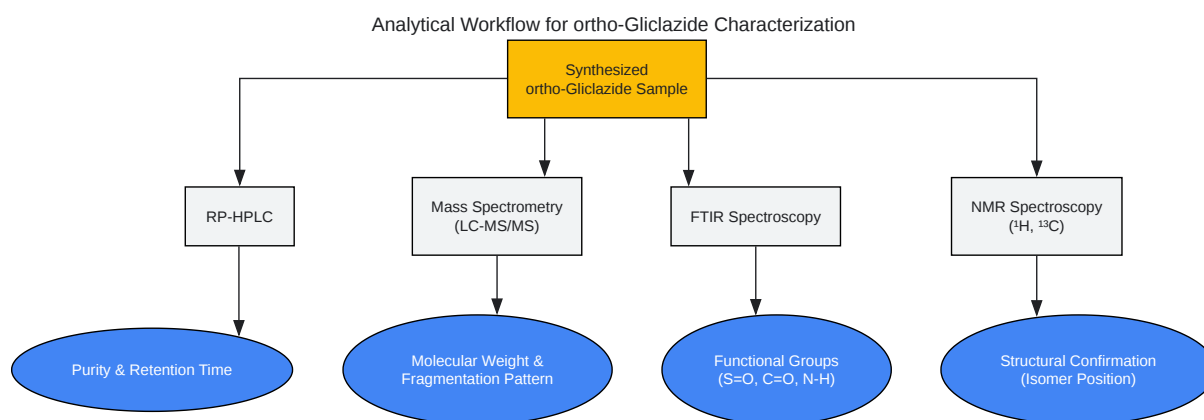 Analytical Workflow for ortho-Gliclazide Characterization
Synthesized
ortho-Gliclazide Sample
RP-HPLC
Mass Spectrometry
(LC-MS/MS)
FTIR Spectroscopy
NMR Spectroscopy
(¹H, ¹³C)
Purity & Retention Time
Molecular Weight &
Fragmentation Pattern
Functional Groups
(S=O, C=O, N-H)
Structural Confirmation
(Isomer Position)